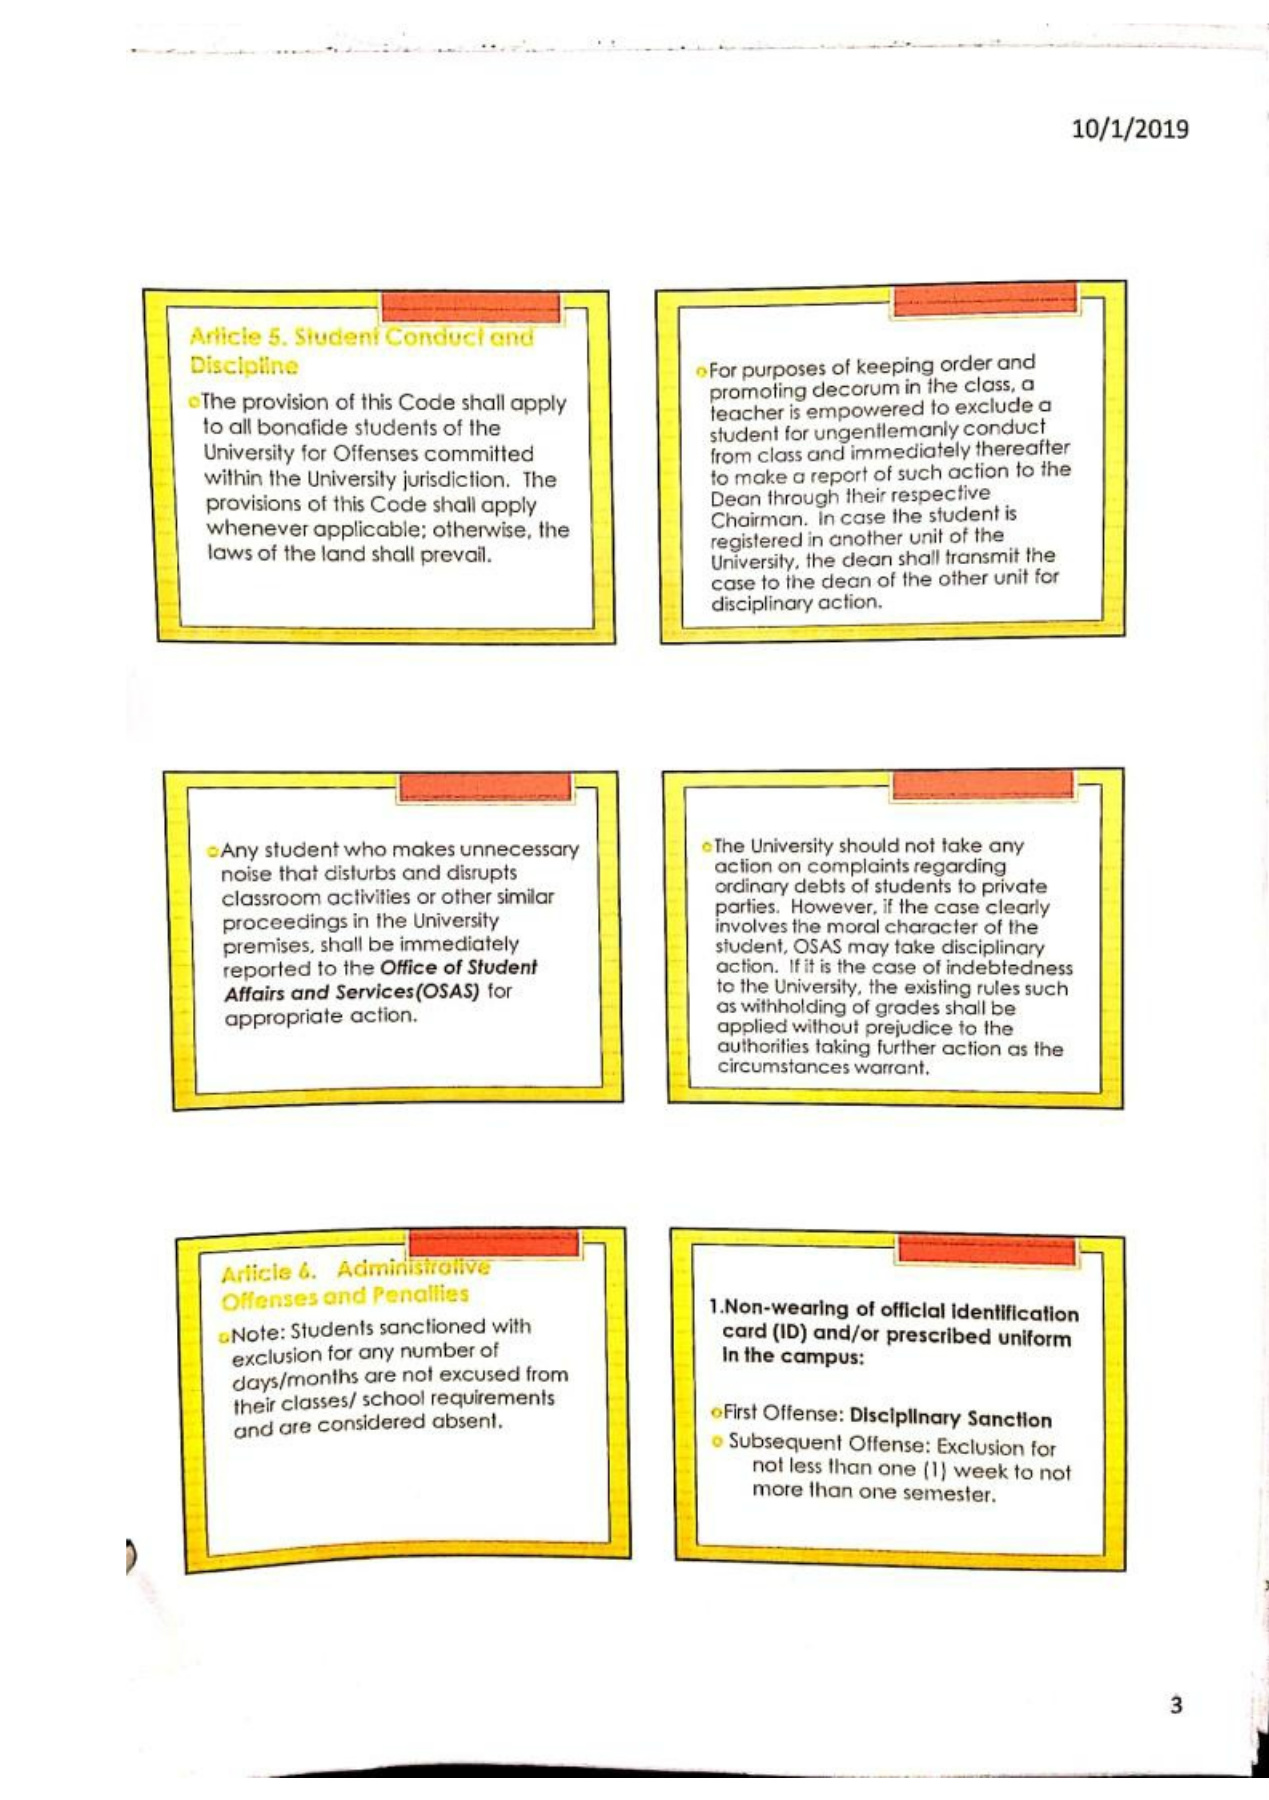 10/1/2019
Article 5. Student Conduct and
Discipline
The provision of this Code shall apply
to all bonafide students of the
University for Offenses committed
within the University jurisdiction. The
provisions of this Code shall apply
whenever applicable; otherwise, the
laws of the land shall prevail.
For purposes of keeping order and
promoting decorum in the class, a
teacher is empowered to exclude a
student for ungentlemanly conduct
from class and immediately thereafter
to make a report of such action to the
Dean through their respective
Chairman. In case the student is
registered in another unit of the
University, the dean shall transmit the
case to the dean of the other unit for
disciplinary action.
Any student who makes unnecessary
noise that disturbs and disrupts
classroom activities or other similar
proceedings in the University
premises, shall be immediately
reported to the Office of Student
Affairs and Services(OSAS) for
appropriate action.
The University should not take any
action on complaints regarding
ordinary debts of students to private
parties. However, if the case clearly
involves the moral character of the
student, OSAS may take disciplinary
action. If it is the case of indebtedness
to the University, the existing rules such
as withholding of grades shall be
applied without prejudice to the
authorities taking further action as the
circumstances warrant.
Article 6. Administrative
Offenses and Penalties
Note: Students sanctioned with
exclusion for any number of
days/months are not excused from
their classes/ school requirements
and are considered absent.
1.Non-wearing of official identification
card (ID) and/or prescribed uniform
in the campus:
First Offense: Disciplinary Sanction
Subsequent Offense: Exclusion for
not less than one (1) week to not
more than one semester.
3